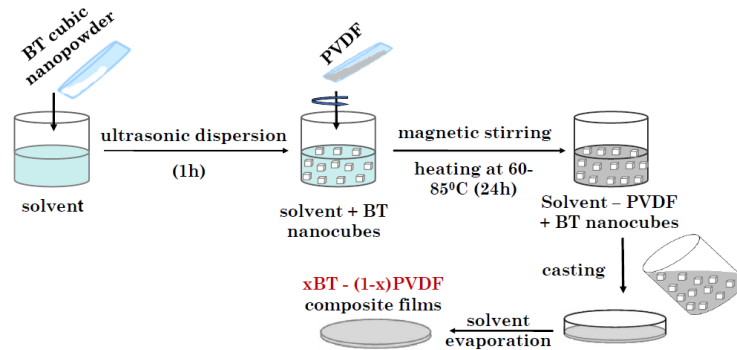 BT cubic
nanopowder
PVDF
ultrasonic dispersion
(1h)
magnetic stirring
heating at 60-
85⁰C (24h)
solvent
solvent + BT
nanocubes
Solvent – PVDF
+ BT nanocubes
casting
xBT - (1-x)PVDF
composite films
solvent
evaporation